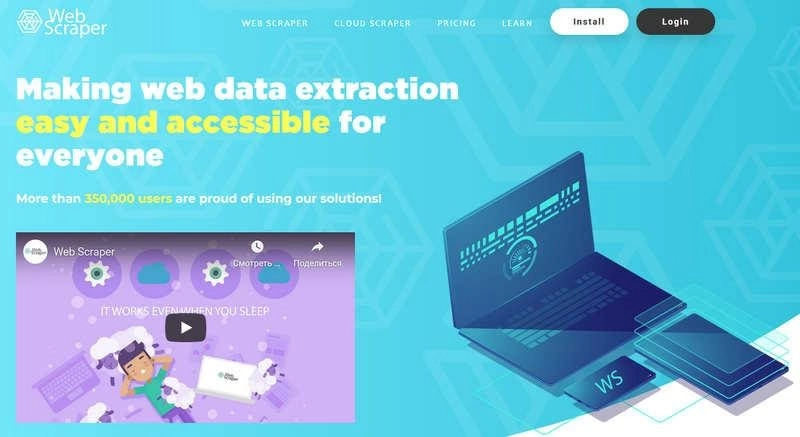 Web
Scraper
WEB SCRAPER
CLOUD SCRAPER
PRICING
LEARN
Install
Login
Making web data extraction
easy and accessible for
everyone
More than 350,000 users are proud of using our solutions!
Web Scraper
Смотреть ...
Поделиться
IT WORKS EVEN WHEN YOU SLEEP
Web
Scraper
WS